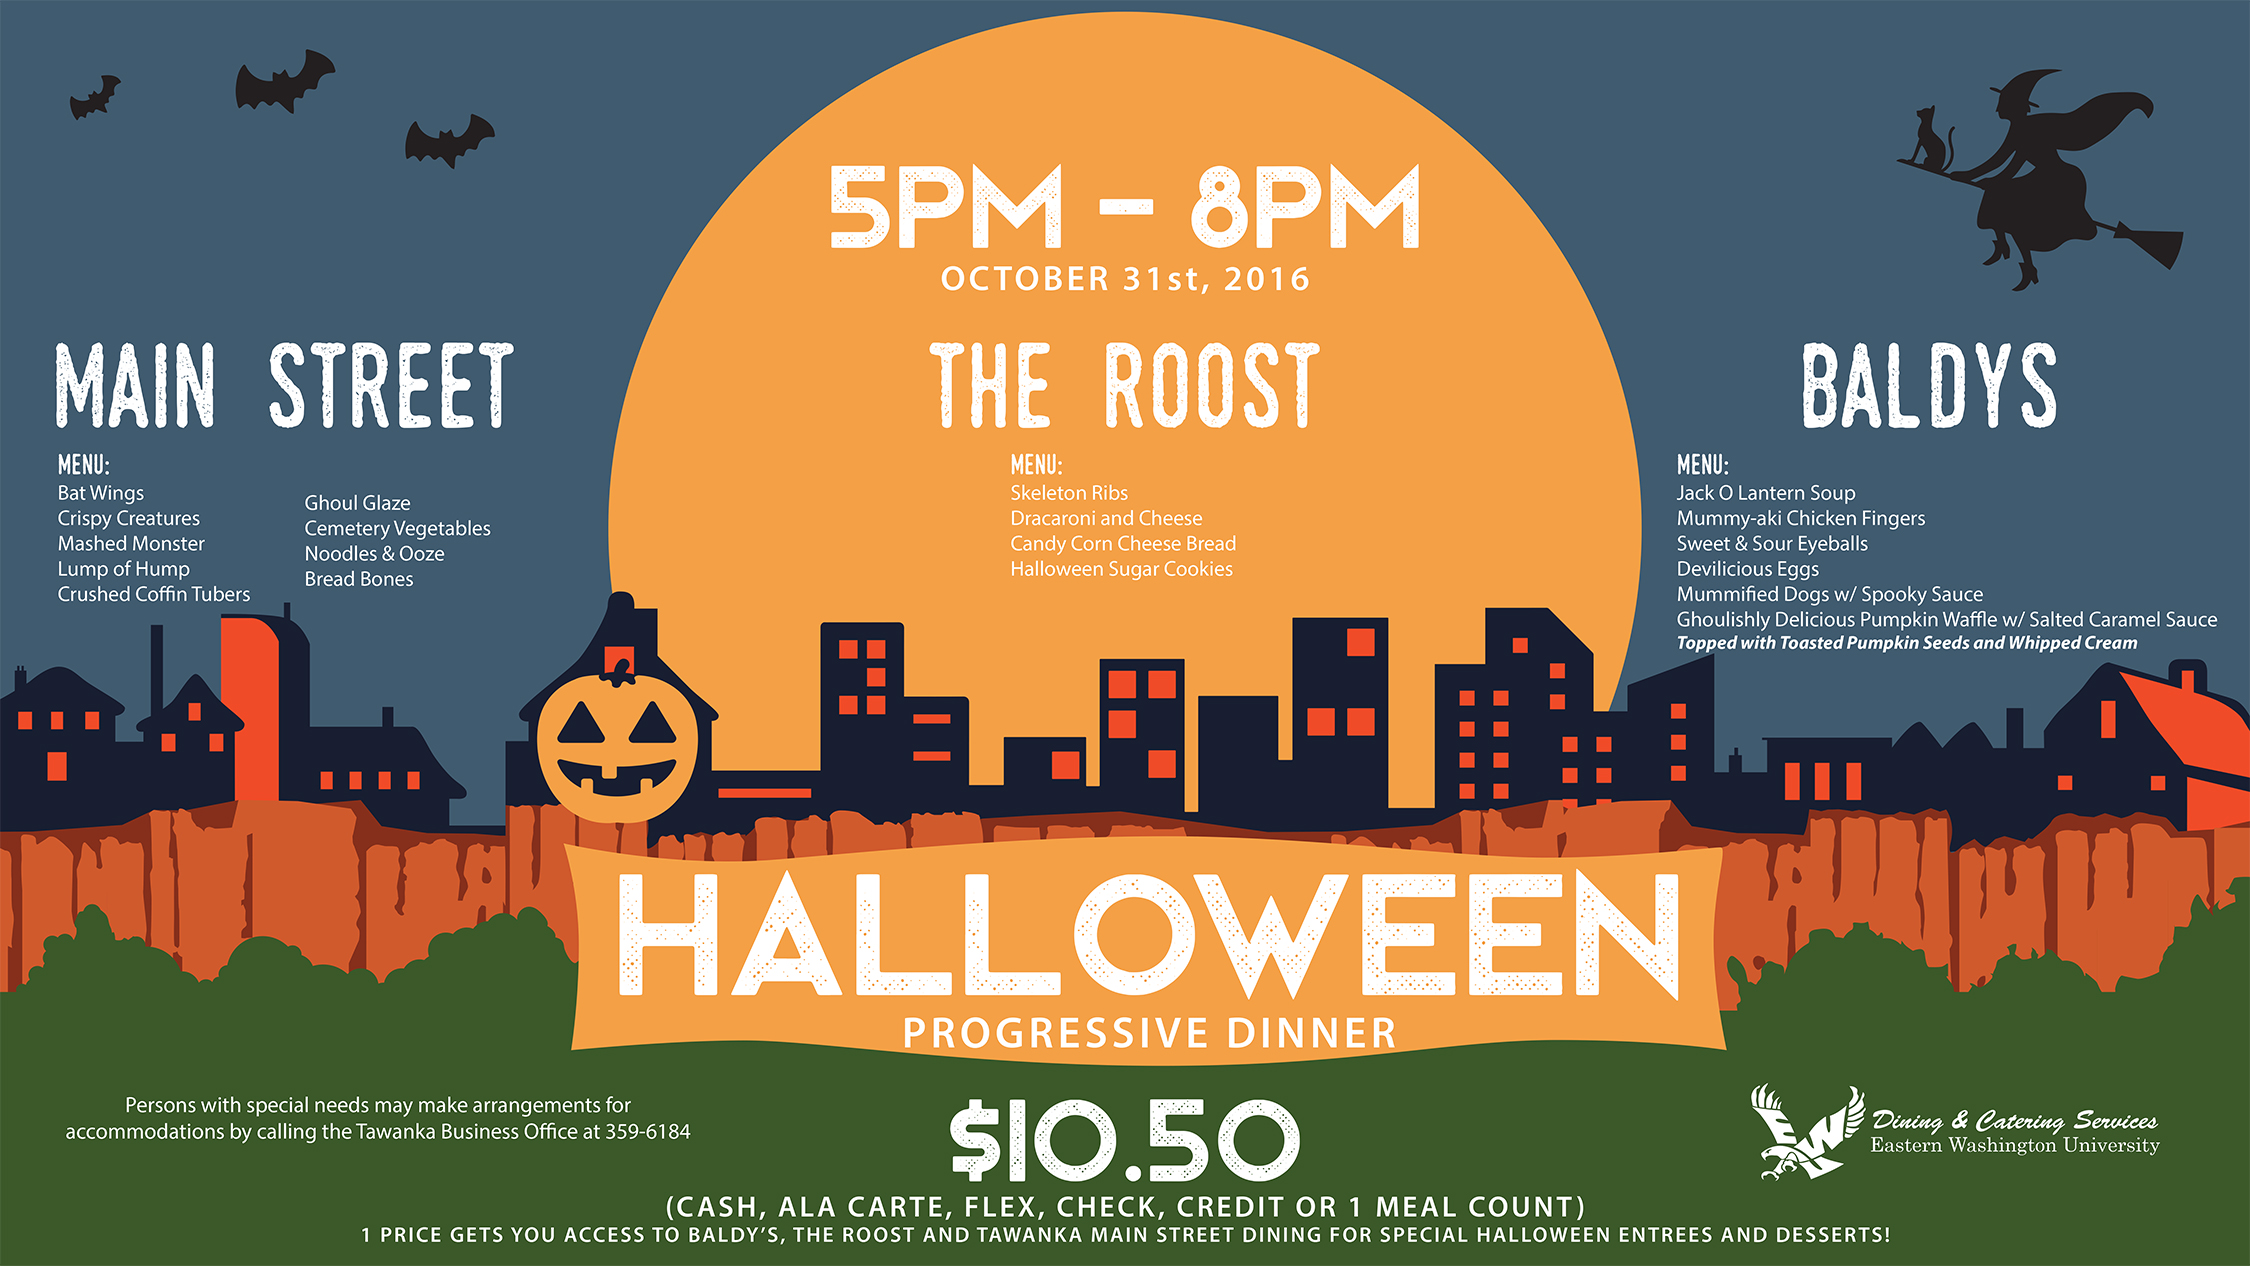 5PM – 8PM
OCTOBER 31st, 2016
MAIN STREET
MENU:
Bat Wings
Crispy Creatures
Mashed Monster
Lump of Hump
Crushed Coffin Tubers
Ghoul Glaze
Cemetery Vegetables
Noodles & Ooze
Bread Bones
THE ROOST
MENU:
Skeleton Ribs
Dracaroni and Cheese
Candy Corn Cheese Bread
Halloween Sugar Cookies
BALDYS
MENU:
Jack O Lantern Soup
Mummy-aki Chicken Fingers
Sweet & Sour Eyeballs
Devilicious Eggs
Mummified Dogs w/ Spooky Sauce
Ghoulishly Delicious Pumpkin Waffle w/ Salted Caramel Sauce
Topped with Toasted Pumpkin Seeds and Whipped Cream
HALLOWEEN
PROGRESSIVE DINNER
Persons with special needs may make arrangements for
accommodations by calling the Tawanka Business Office at 359-6184
$10.50
(CASH, ALA CARTE, FLEX, CHECK, CREDIT OR 1 MEAL COUNT)
1 PRICE GETS YOU ACCESS TO BALDY'S, THE ROOST AND TAWANKA MAIN STREET DINING FOR SPECIAL HALLOWEEN ENTREES AND DESSERTS!
EWU
Dining & Catering Services
Eastern Washington University